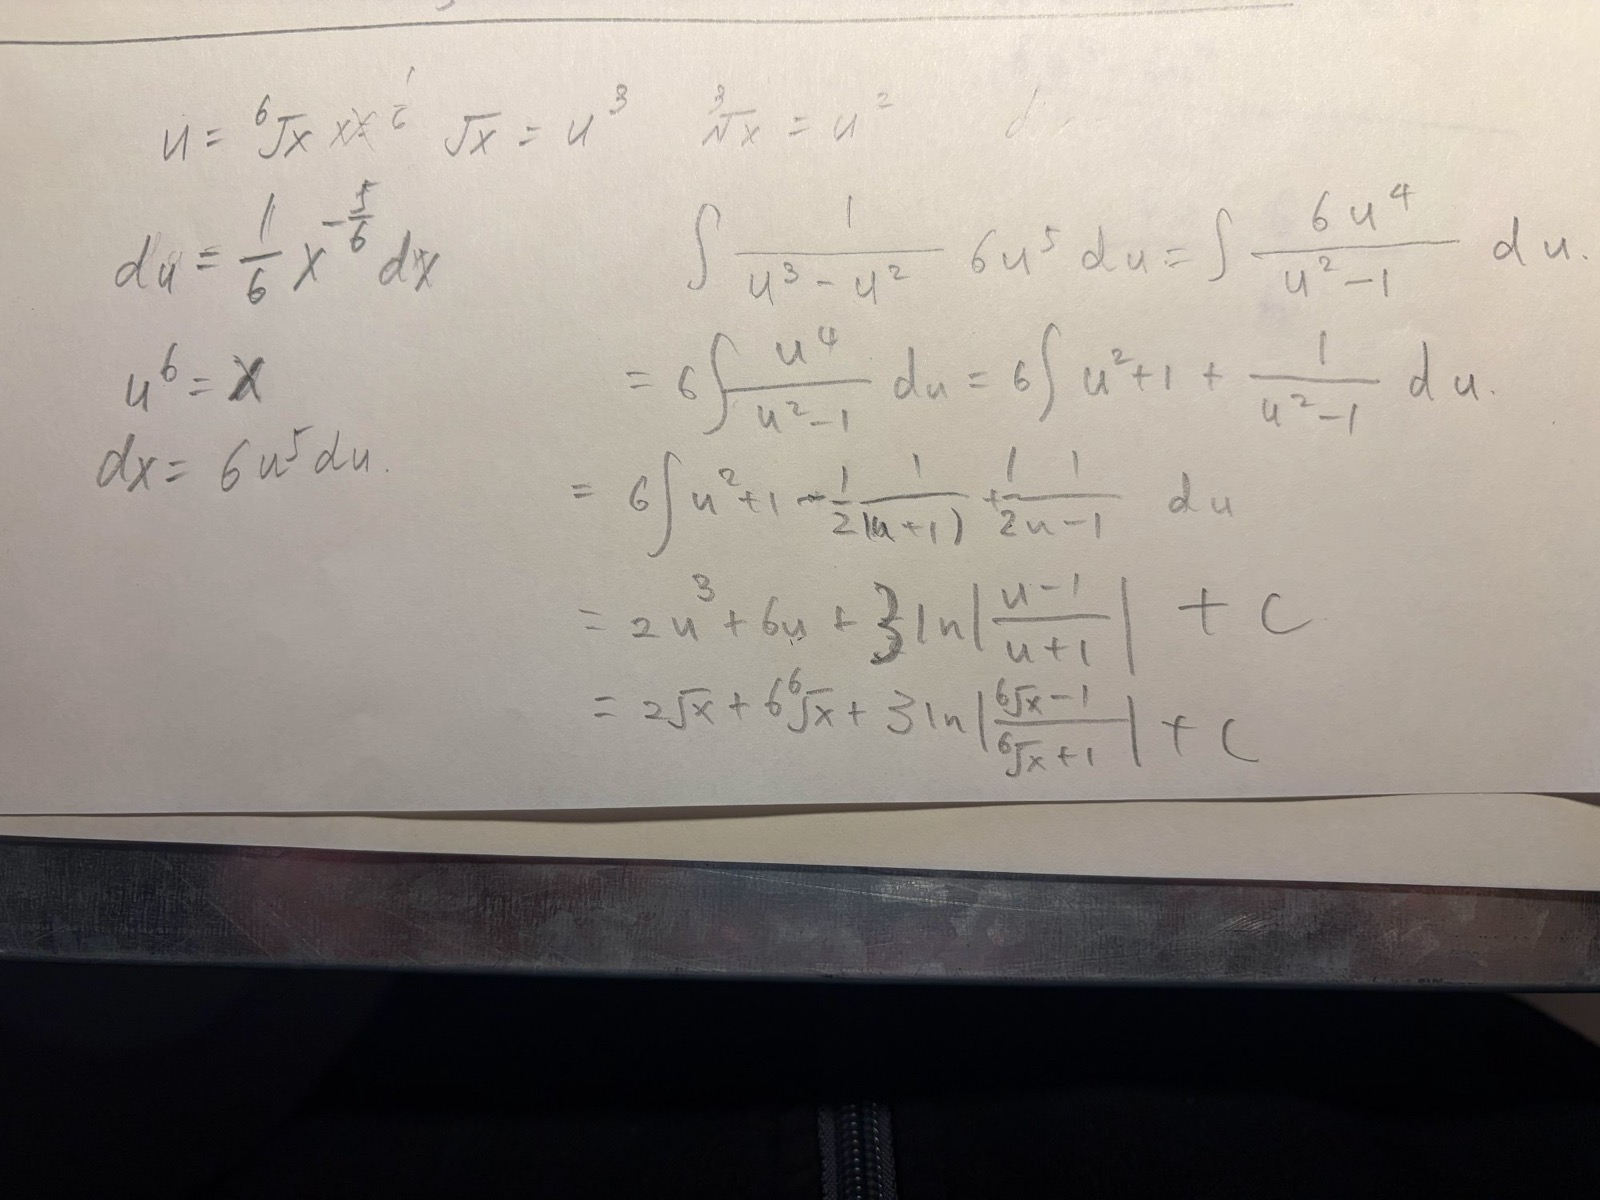 u = ⁶√x x^(1/6) √x = u³ ³√x = u²
du = 1/6 x^(-5/6) dx
u⁶ = x
dx = 6u⁵ du.
∫ 1/(u³ - u²) 6u⁵ du = ∫ 6u⁴/(u² - 1) du.
= 6∫ u⁴/(u² - 1) du = 6∫ u² + 1 + 1/(u² - 1) du.
= 6∫ u² + 1 - 1/2 1/(u + 1) + 1/2 1/(u - 1) du
= 2u³ + 6u + 3 ln|(u - 1)/(u + 1)| + C
= 2√x + 6 ⁶√x + 3 ln|(⁶√x - 1)/(⁶√x + 1)| + C